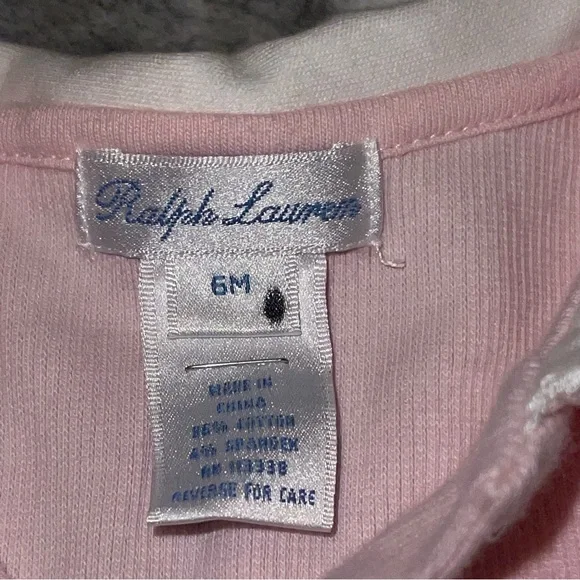 Ralph Lauren
6M
MADE IN
CHINA
96% COTTON
4% SPANDEX
REVERSE FOR CARE